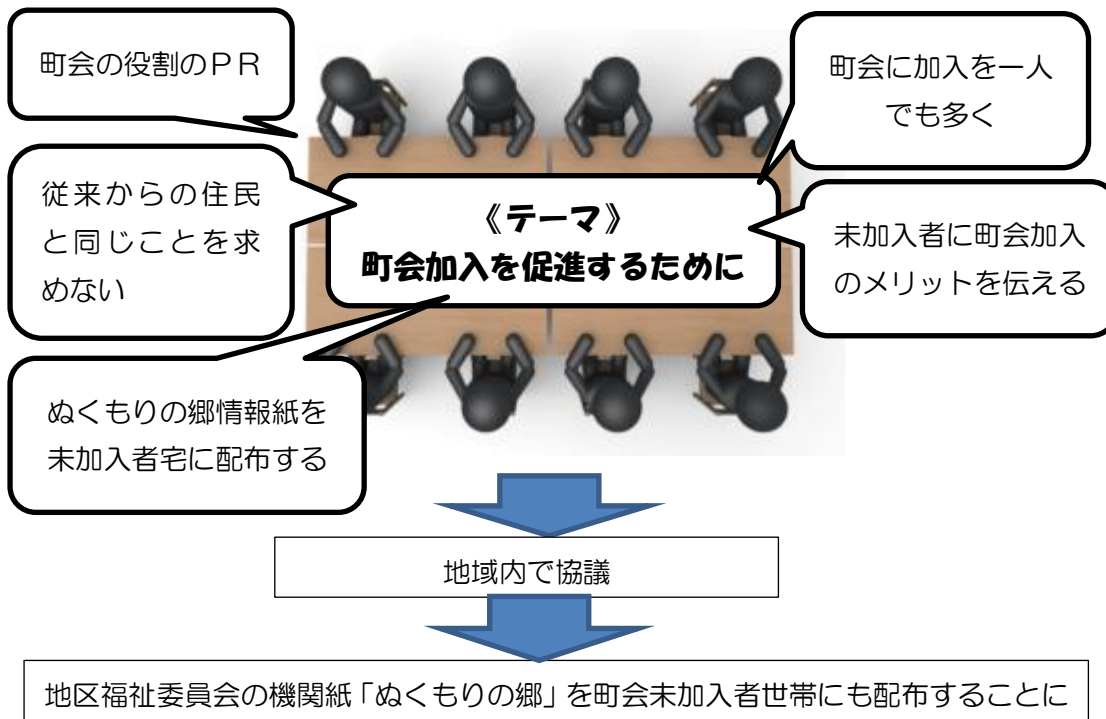 町会の役割のＰＲ
町会に加入を一人
でも多く
従来からの住民
と同じことを求
めない
《テーマ》
町会加入を促進するために
未加入者に町会加入
のメリットを伝える
ぬくもりの郷情報紙を
未加入者宅に配布する
地域内で協議
地区福祉委員会の機関紙「ぬくもりの郷」を町会未加入者世帯にも配布することに